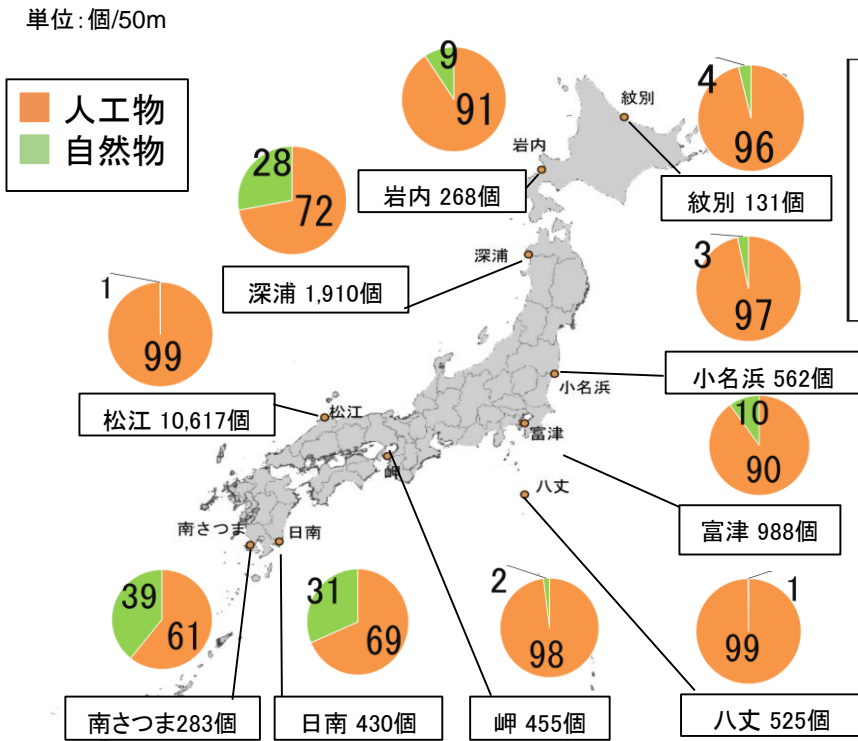 単位:個/50m
人工物
自然物
9
91
紋別
4
96
岩内
岩内 268個
紋別 131個
28
72
深浦
深浦 1,910個
3
97
1
99
小名浜
小名浜 562個
松江 10,617個
松江
富津
10
90
岬
八丈
富津 988個
南さつま
日南
39
61
31
69
2
98
1
99
南さつま283個
日南 430個
岬 455個
八丈 525個